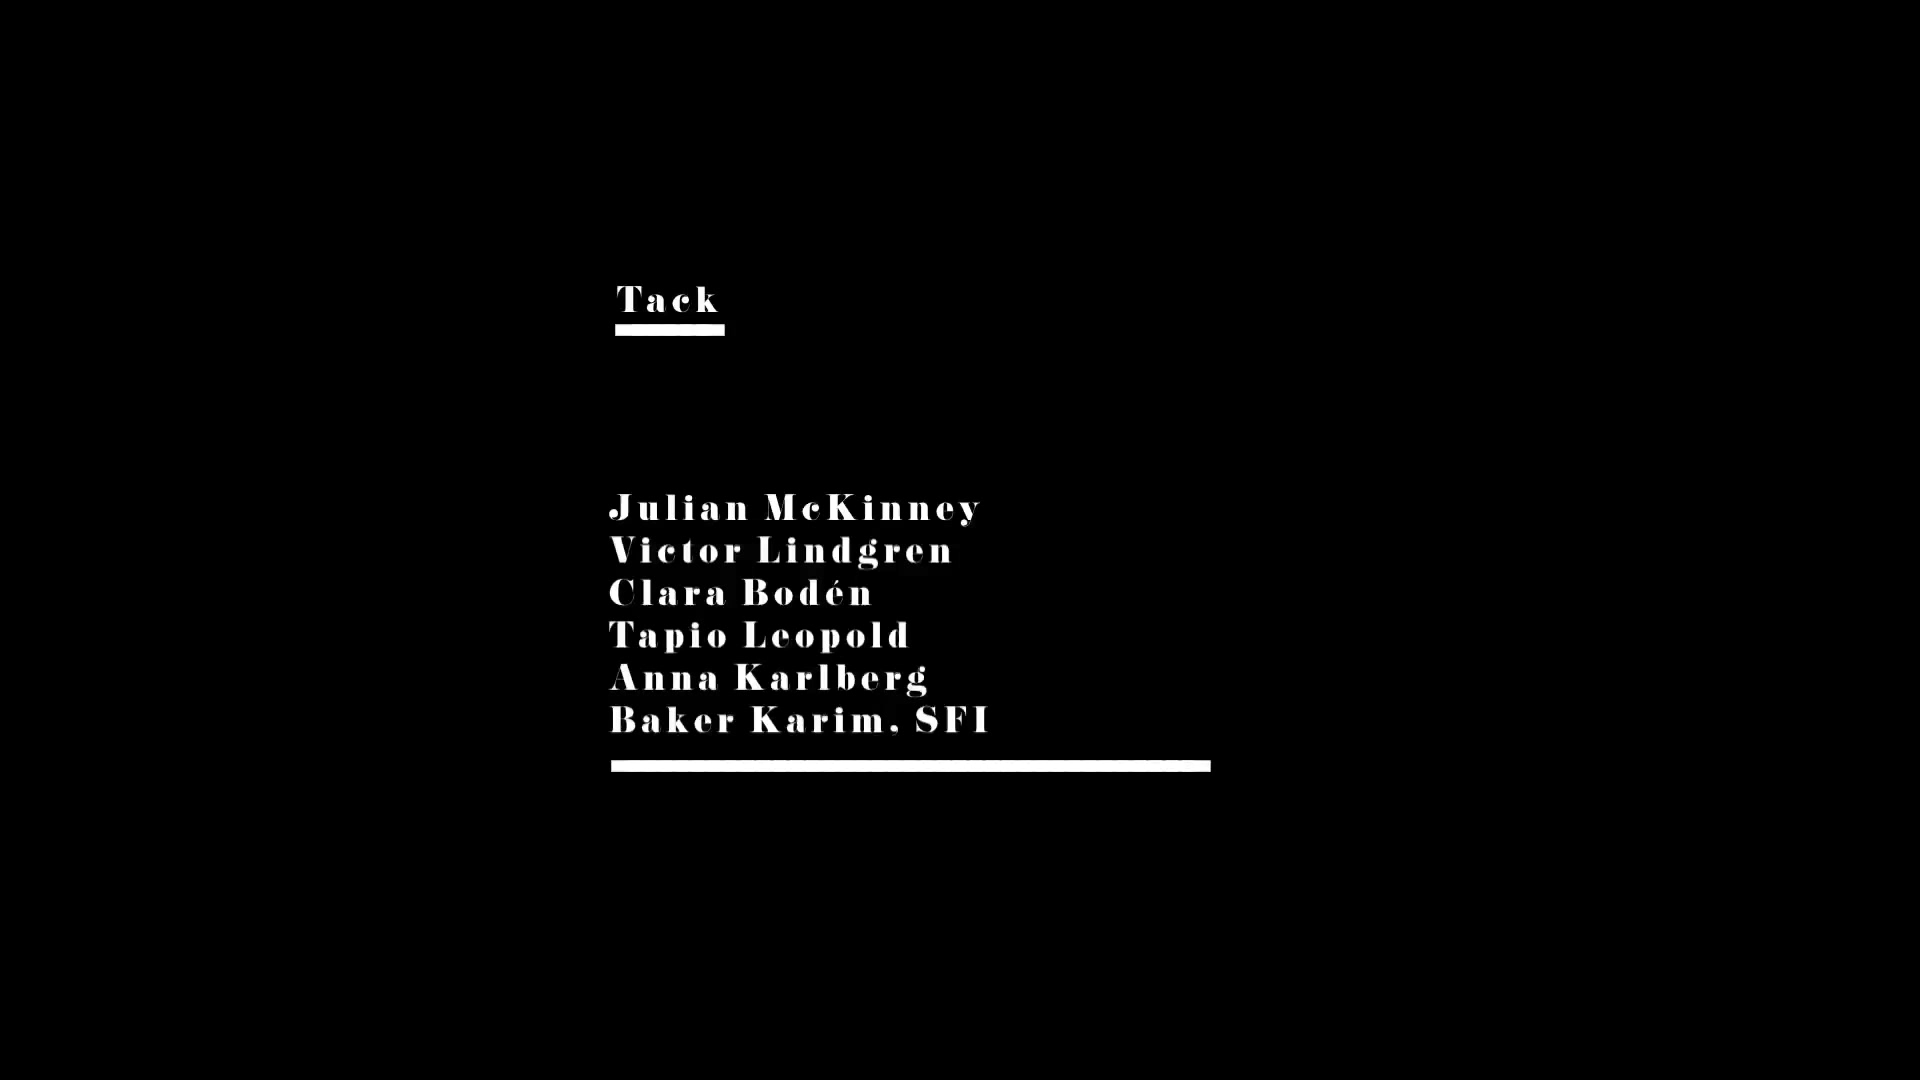 Tack
Julian McKinney
Victor Lindgren
Clara Bodén
Tapio Leopold
Anna Karlberg
Baker Karim, SFI